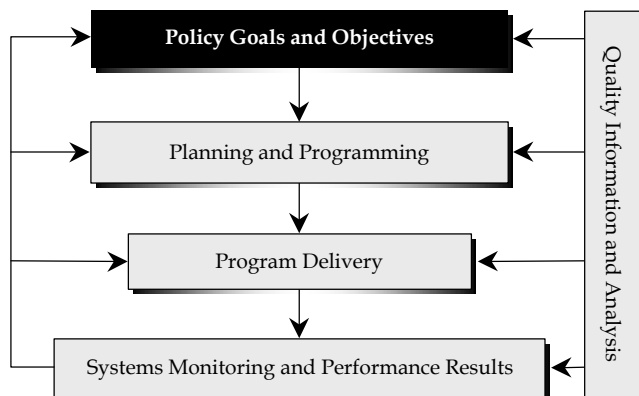 Policy Goals and Objectives
Planning and Programming
Program Delivery
Systems Monitoring and Performance Results
Quality Information and Analysis